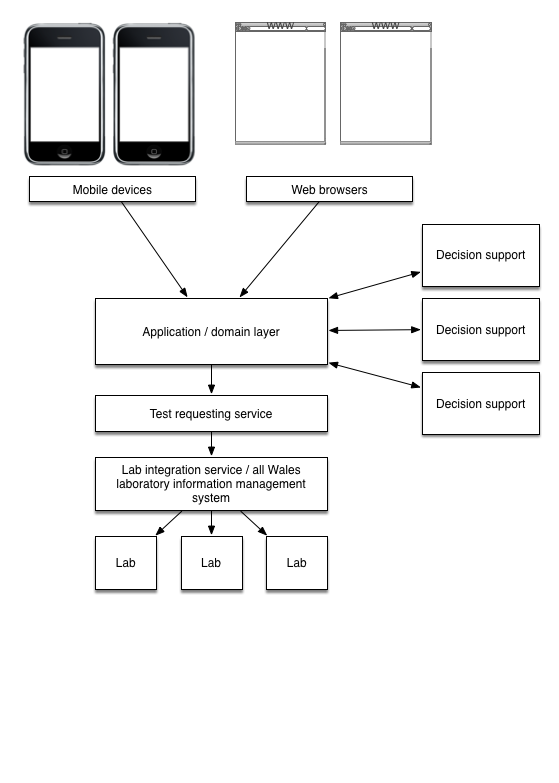 WWW
WWW
Mobile devices
Web browsers
Decision support
Application / domain layer
Decision support
Decision support
Test requesting service
Lab integration service / all Wales
laboratory information management
system
Lab
Lab
Lab